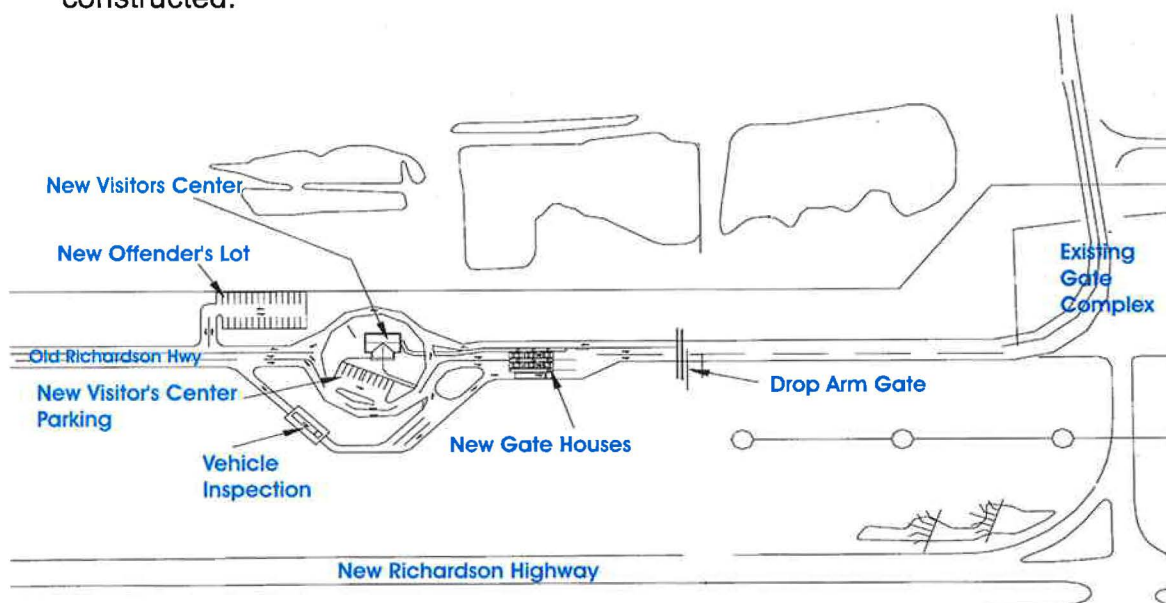 constructed.
New Visitors Center
New Offender's Lot
Existing
Gate
Complex
Old Richardson Hwy
New Visitor's Center
Parking
Drop Arm Gate
New Gate Houses
Vehicle
Inspection
New Richardson Highway